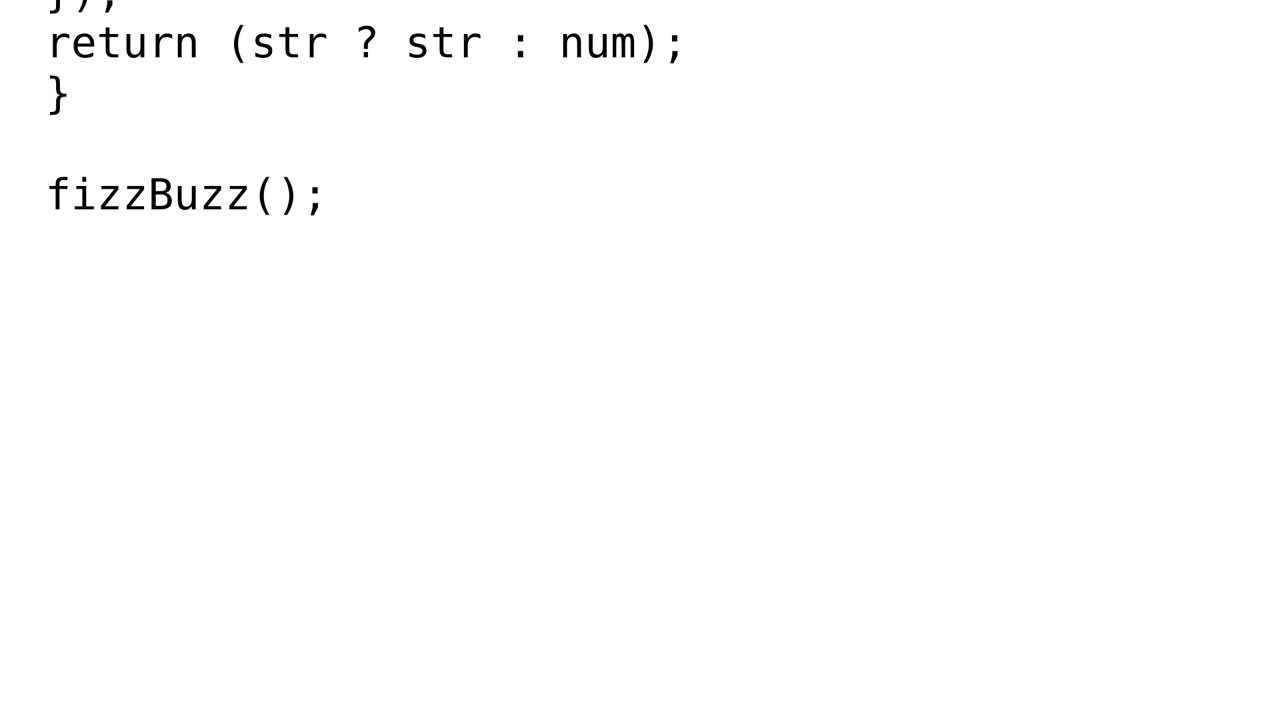 });
return (str ? str : num);
}
fizzBuzz();